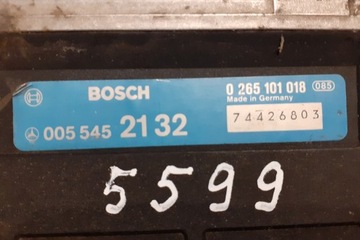 BOSCH 0 265 101 018 085
Made in Germany
005 545 21 32 74426803
5599